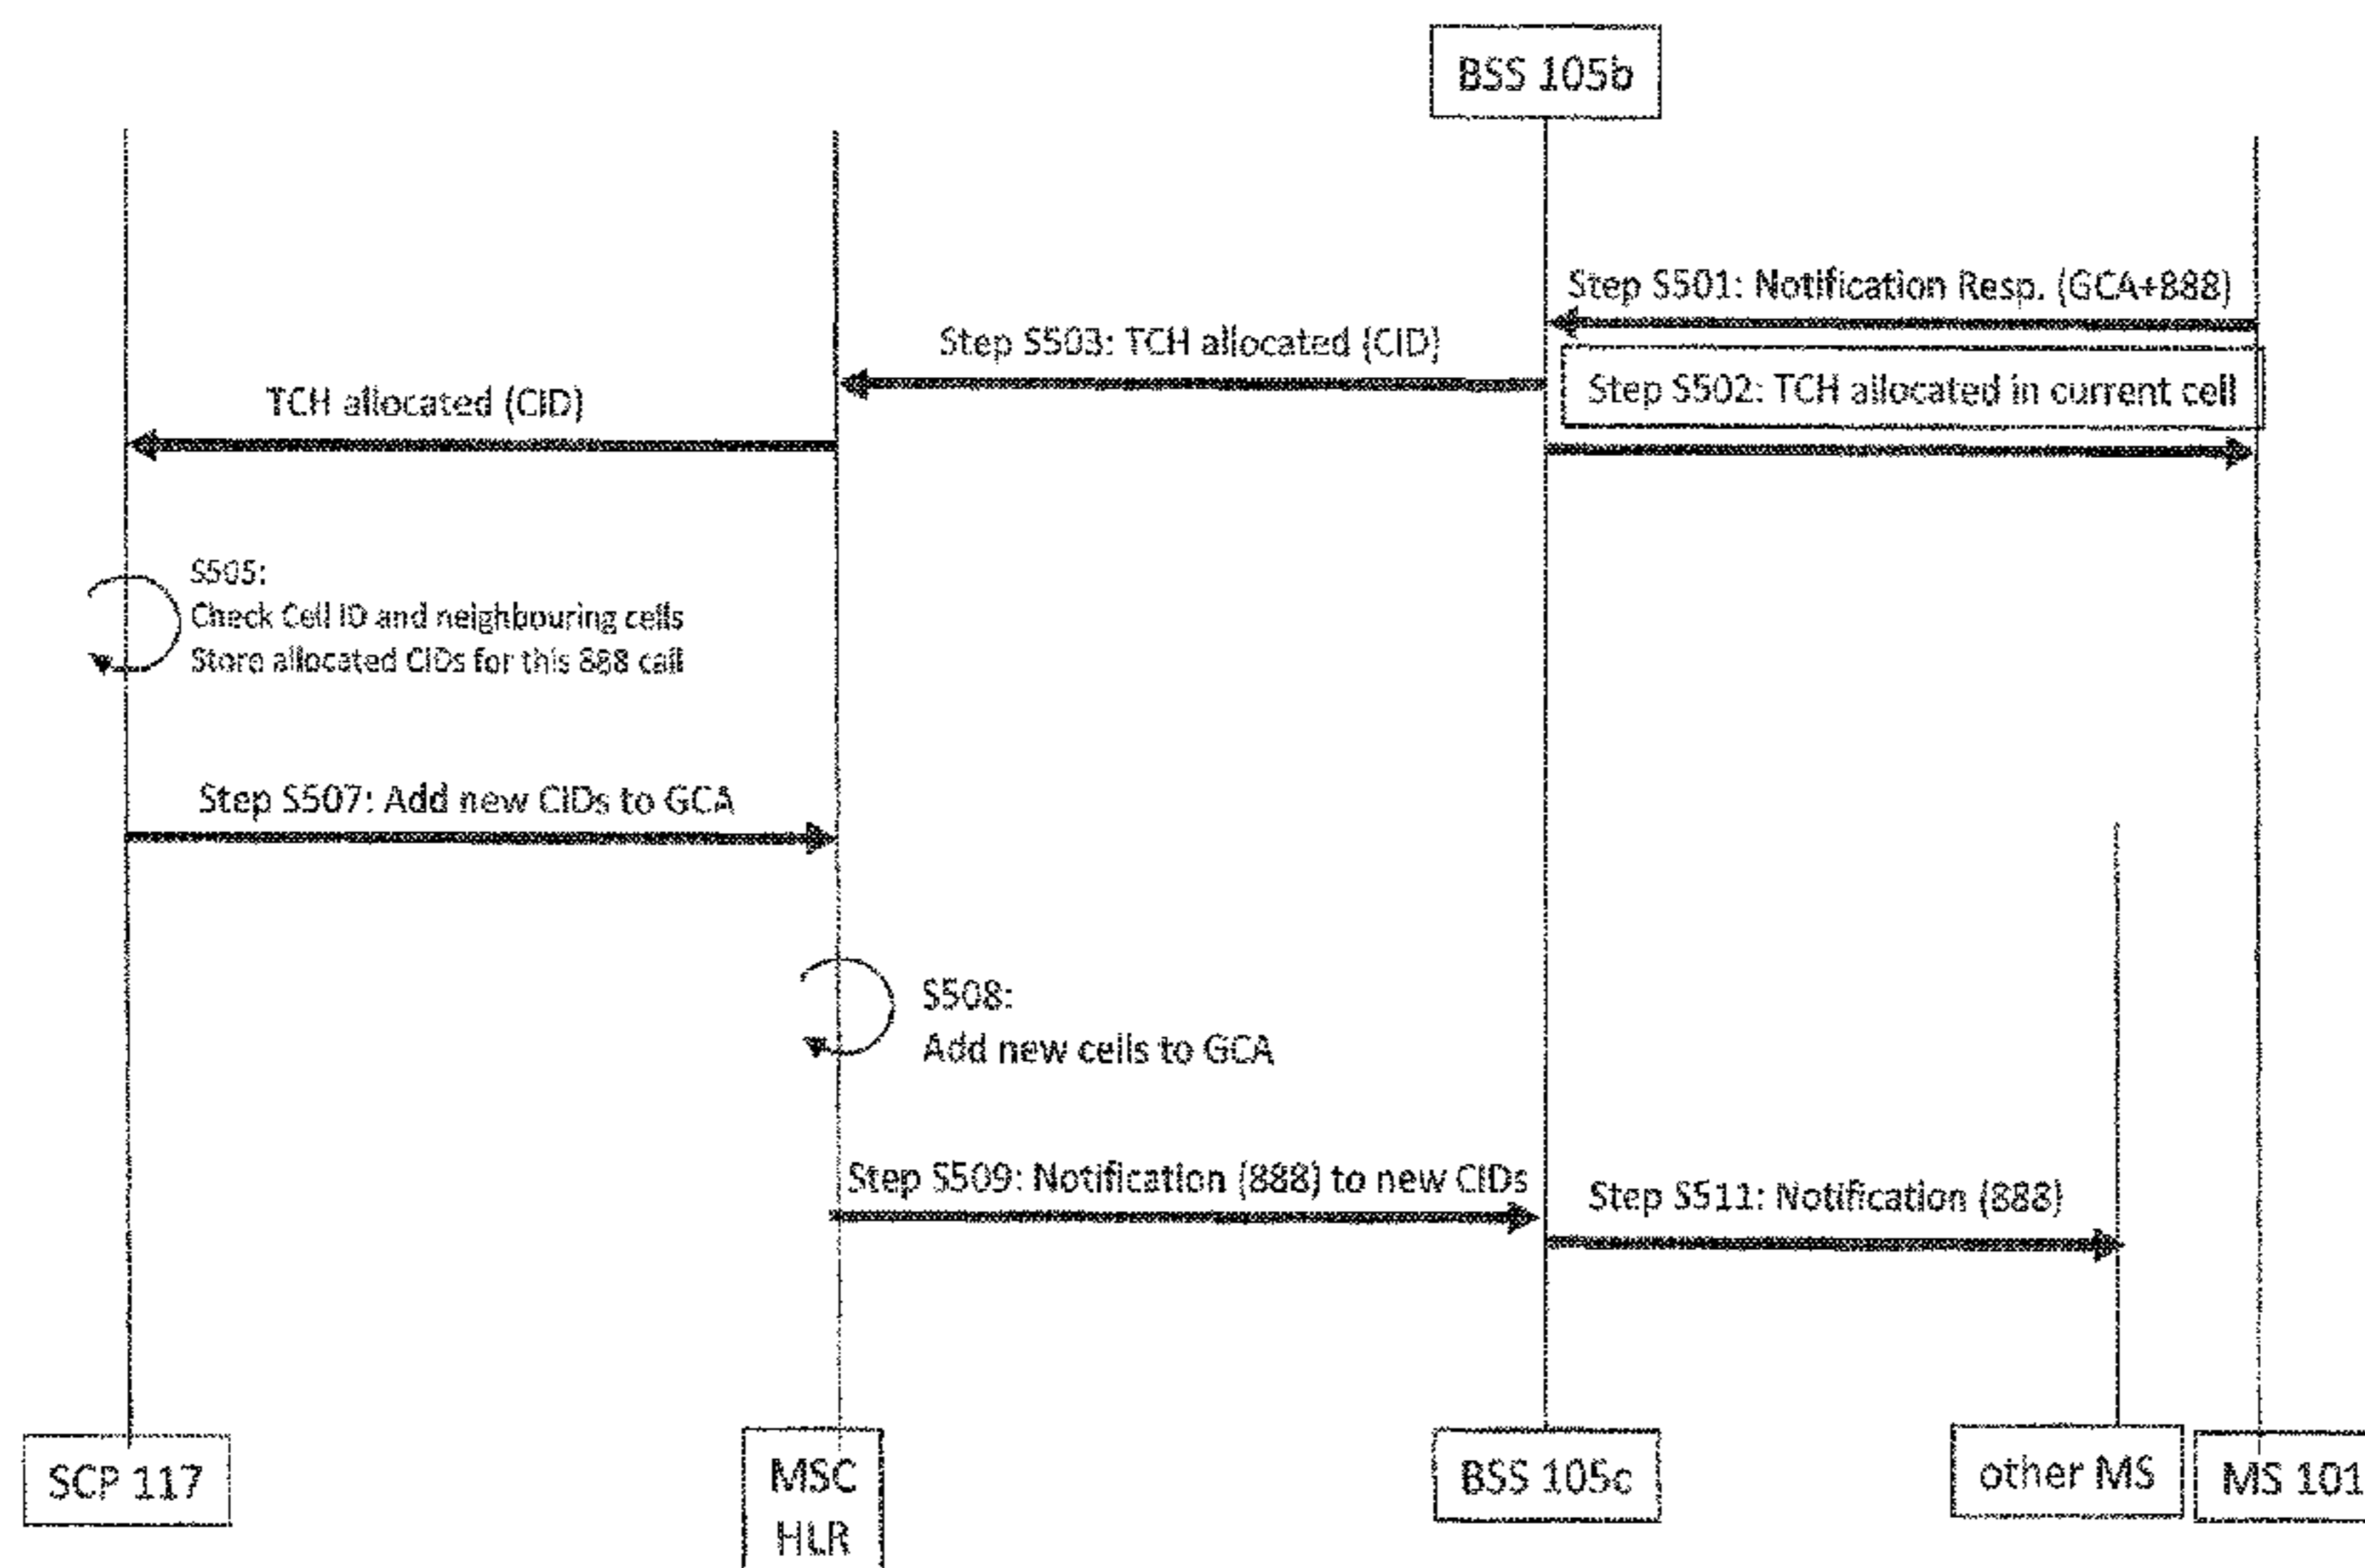 BSS 105b
Step S501: Notification Resp. (GCA+888)
Step S503: TCH allocated (CID)
Step S502: TCH allocated in current cell
TCH allocated (CID)
S505:
Check Cell ID and neighbouring cells
Store allocated CIDs for this 888 call
Step S507: Add new CIDs to GCA
S508:
Add new cells to GCA
Step S509: Notification (888) to new CIDs
Step S511: Notification (888)
SCP 117
MSC
HLR
BSS 105c
other MS
MS 101